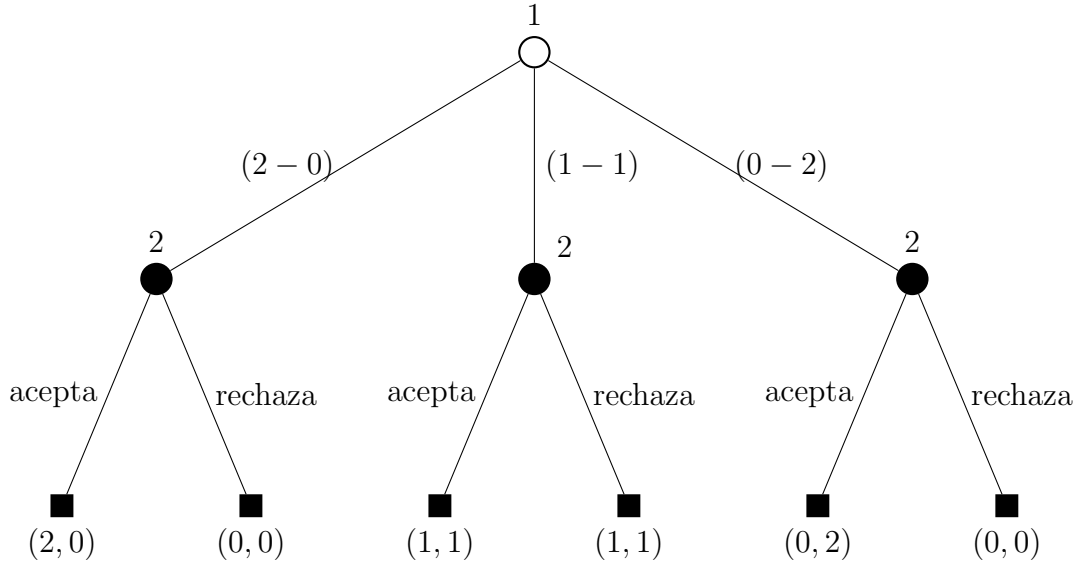 1
(2 − 0)
(1 − 1)
(0 − 2)
2
2
2
acepta
rechaza
acepta
rechaza
acepta
rechaza
(2, 0)
(0, 0)
(1, 1)
(1, 1)
(0, 2)
(0, 0)